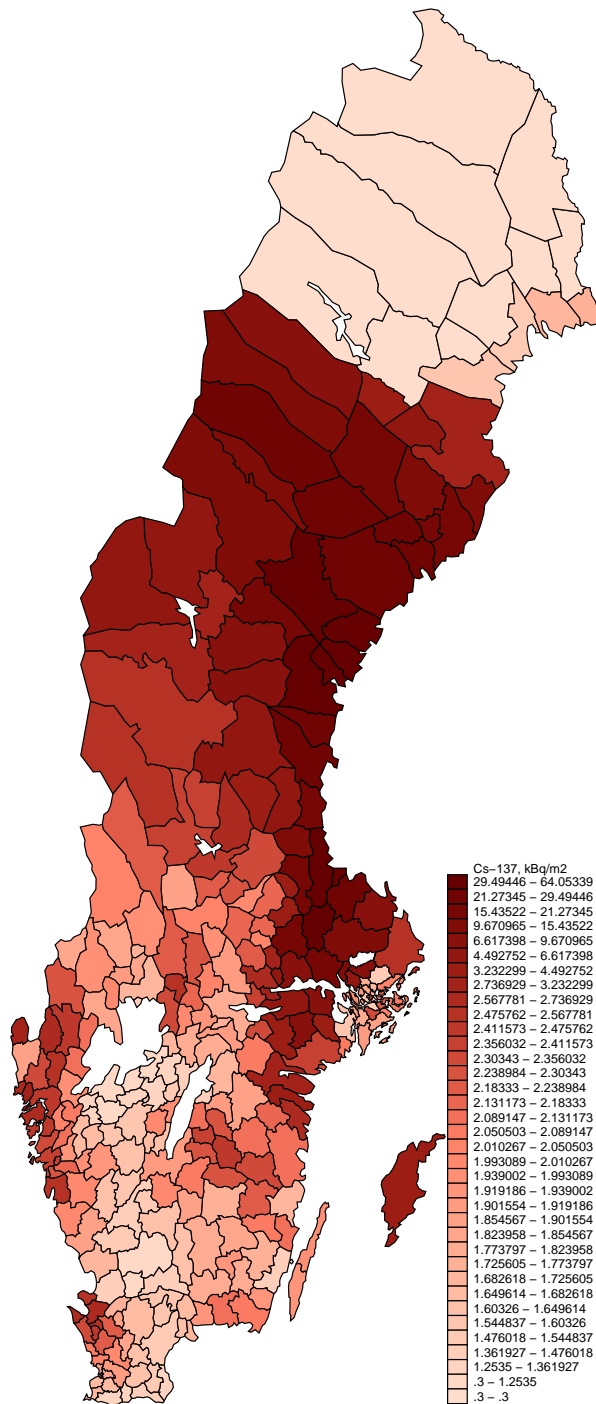 Cs−137, kBq/m2
29.49446 − 64.05339
21.27345 − 29.49446
15.43522 − 21.27345
9.670965 − 15.43522
6.617398 − 9.670965
4.492752 − 6.617398
3.232299 − 4.492752
2.736929 − 3.232299
2.567781 − 2.736929
2.475762 − 2.567781
2.411573 − 2.475762
2.356032 − 2.411573
2.30343 − 2.356032
2.238984 − 2.30343
2.18333 − 2.238984
2.131173 − 2.18333
2.089147 − 2.131173
2.050503 − 2.089147
2.010267 − 2.050503
1.993089 − 2.010267
1.939002 − 1.993089
1.919186 − 1.939002
1.901554 − 1.919186
1.854567 − 1.901554
1.823958 − 1.854567
1.773797 − 1.823958
1.725605 − 1.773797
1.682618 − 1.725605
1.649614 − 1.682618
1.60326 − 1.649614
1.544837 − 1.60326
1.476018 − 1.544837
1.361927 − 1.476018
1.2535 − 1.361927
.3 − 1.2535
.3 − .3